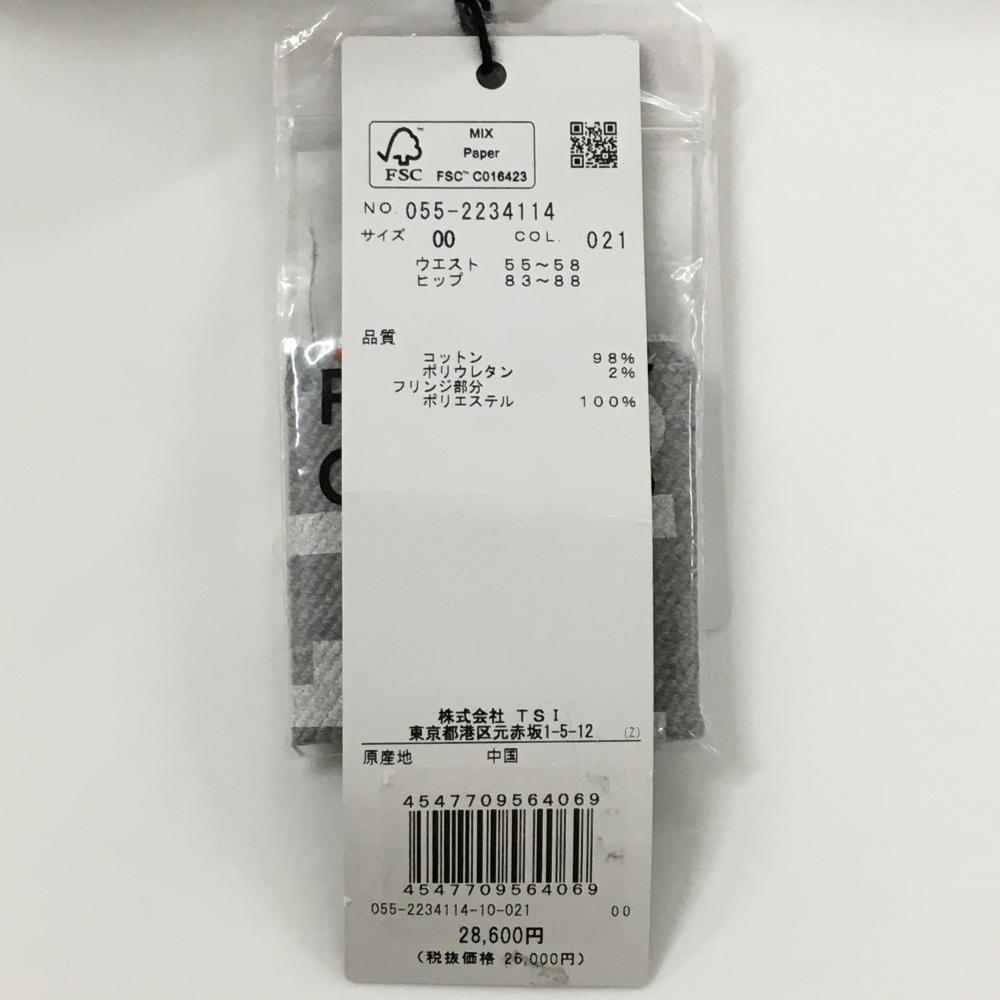 MIX
Paper
FSC™ FSC™ C016423
NO. 055-2234114
サイズ 00 COL. 021
ウエスト 55~58
ヒップ 83~88
品質
コットン 98%
ポリウレタン 2%
フリンジ部分
ポリエステル 100%
株式会社 TSI
東京都港区元赤坂1-5-12 (Z)
原産地 中国
4547709564069
4547709564069
055-2234114-10-021 00
28,600円
(税抜価格 26,000円)